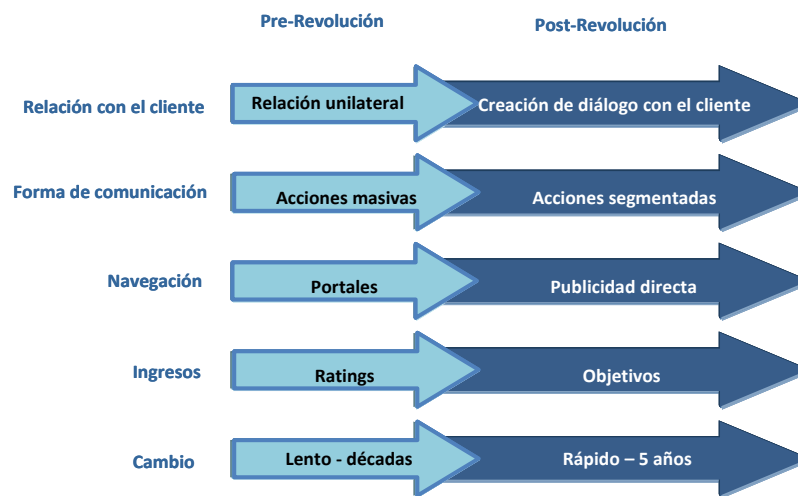 Pre-Revolución
Post-Revolución
Relación con el cliente
Relación unilateral
Creación de diálogo con el cliente
Forma de comunicación
Acciones masivas
Acciones segmentadas
Navegación
Portales
Publicidad directa
Ingresos
Ratings
Objetivos
Cambio
Lento - décadas
Rápido – 5 años